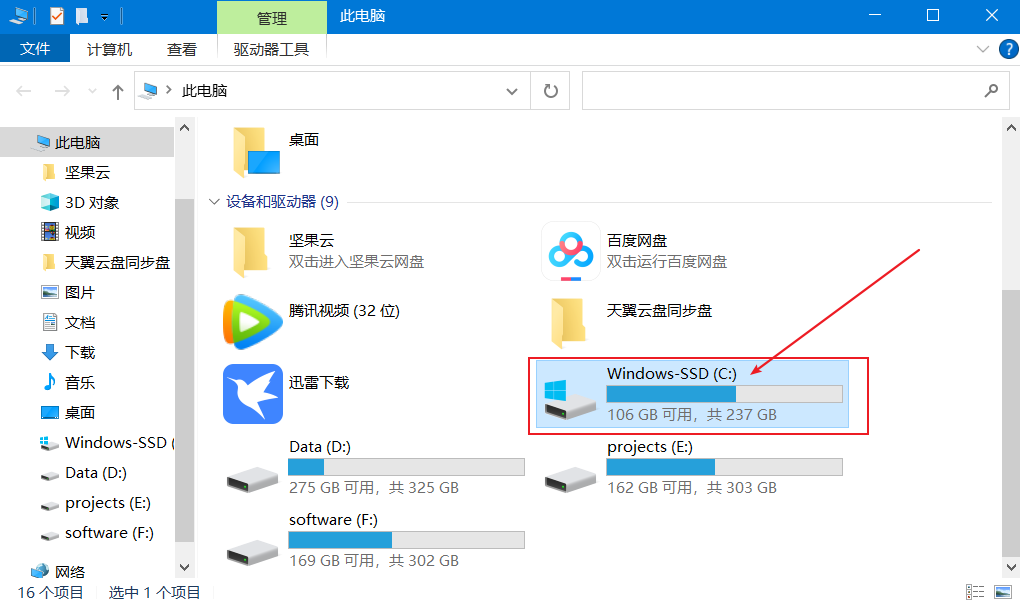 管理
此电脑
文件
计算机
查看
驱动器工具
此电脑
此电脑
坚果云
3D 对象
视频
天翼云盘同步盘
图片
文档
下载
音乐
桌面
Windows-SSD (
Data (D:)
projects (E:)
software (F:)
网络
桌面
设备和驱动器 (9)
坚果云
双击进入坚果云网盘
百度网盘
双击运行百度网盘
腾讯视频 (32 位)
天翼云盘同步盘
迅雷下载
Windows-SSD (C:)
106 GB 可用，共 237 GB
Data (D:)
275 GB 可用，共 325 GB
projects (E:)
162 GB 可用，共 303 GB
software (F:)
169 GB 可用，共 302 GB
16 个项目
选中 1 个项目